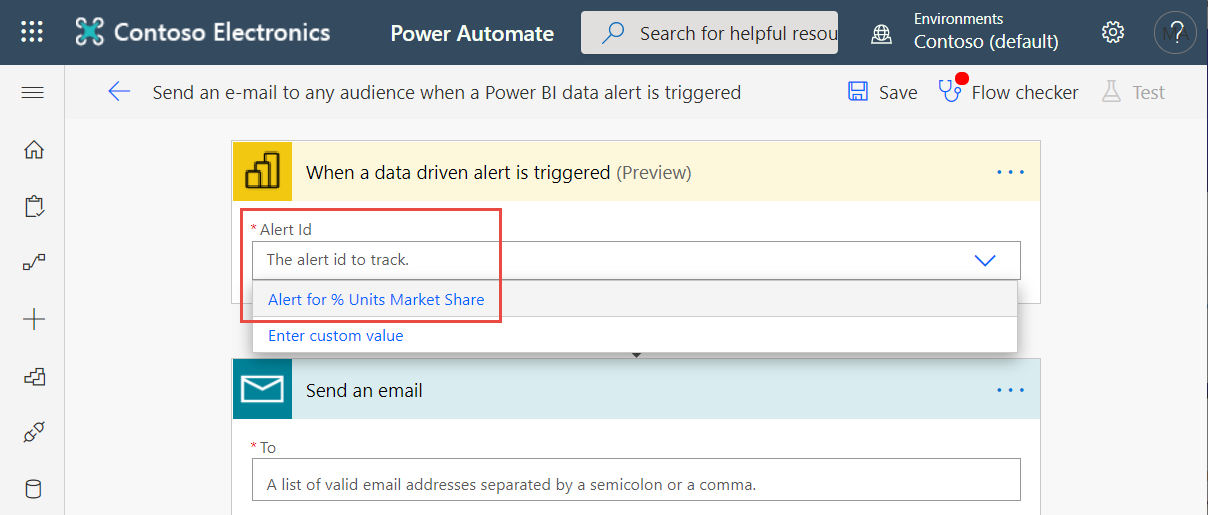 Contoso Electronics
Power Automate
Search for helpful resou
Environments
Contoso (default)
?
Send an e-mail to any audience when a Power BI data alert is triggered
Save
Flow checker
Test
When a data driven alert is triggered (Preview)
* Alert Id
The alert id to track.
Alert for % Units Market Share
Enter custom value
Send an email
* To
A list of valid email addresses separated by a semicolon or a comma.